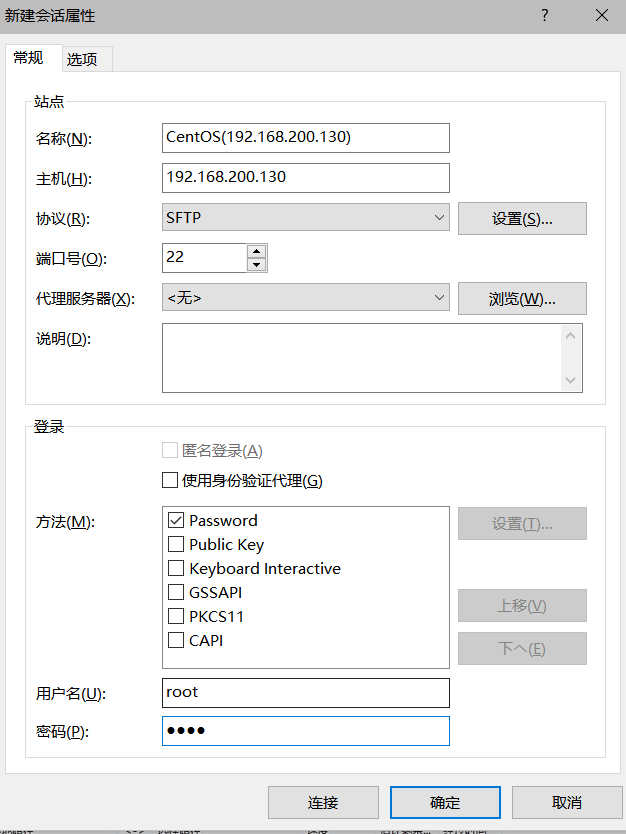 新建会话属性 ?
常规 选项
站点
名称(N): CentOS(192.168.200.130)
主机(H): 192.168.200.130
协议(R): SFTP 设置(S)...
端口号(O): 22
代理服务器(X): <无> 浏览(W)...
说明(D):
登录
匿名登录(A)
使用身份验证代理(G)
方法(M): Password 设置(T)...
Public Key
Keyboard Interactive
GSSAPI 上移(V)
PKCS11
CAPI 下へ(E)
用户名(U): root
密码(P): ●●●●
连接 确定 取消